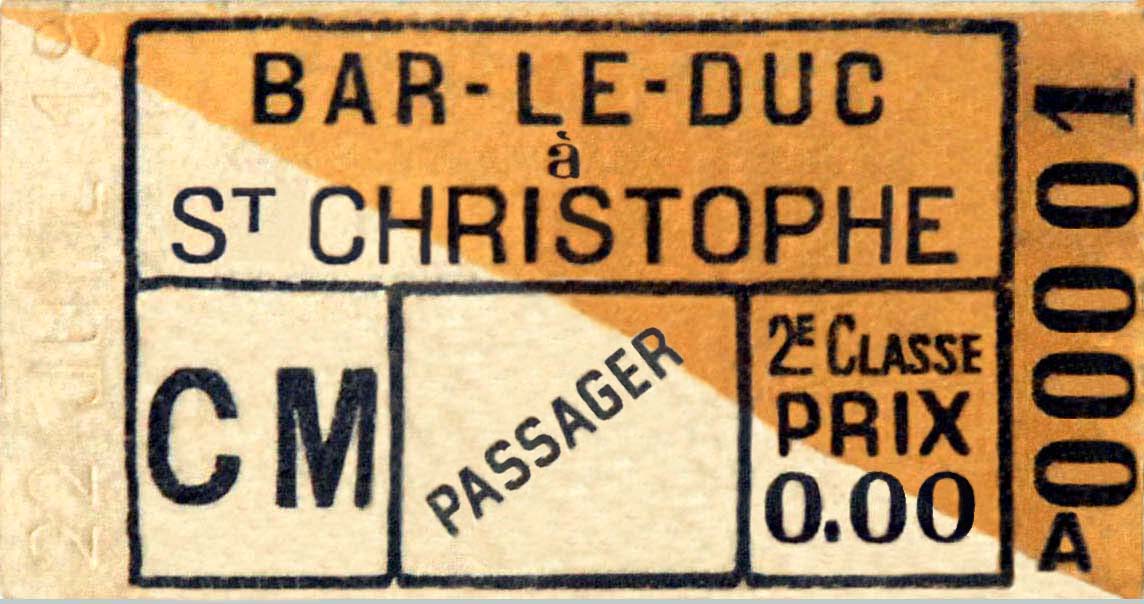 BAR-LE-DUC
à
ST CHRISTOPHE
CM
PASSAGER
2E CLASSE
PRIX
0.00
A 00001